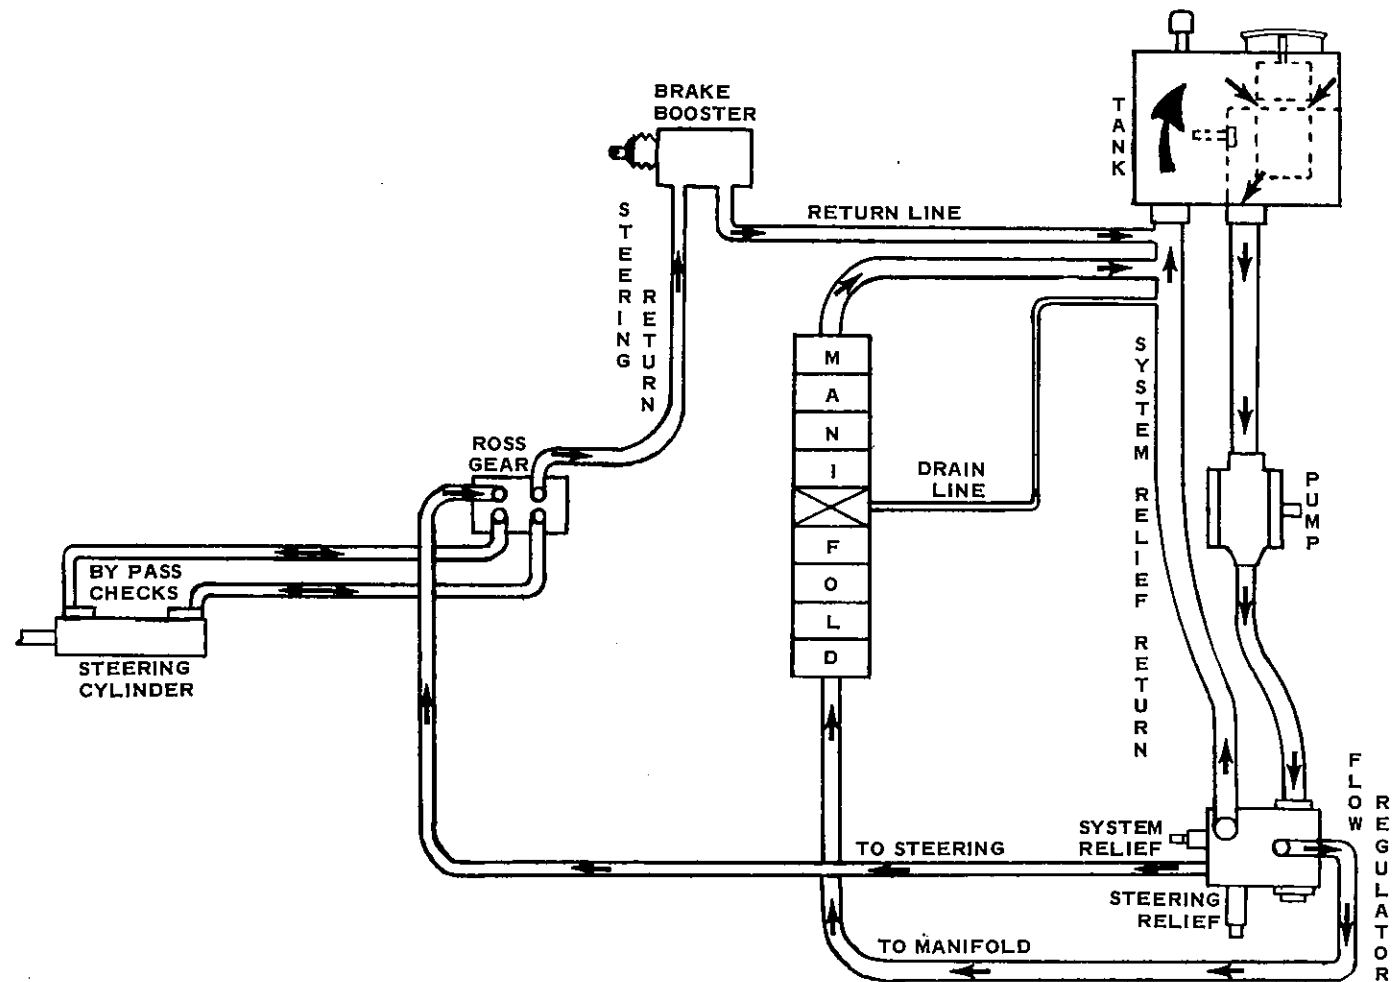 BRAKE
BOOSTER
TANK
RETURN LINE
STEERING
RETURN
ROSS
GEAR
MANIFOLD
DRAIN
LINE
SYSTEM RELIEF RETURN
PUMP
BY PASS
CHECKS
STEERING
CYLINDER
FLOW
REGULATOR
SYSTEM
RELIEF
TO STEERING
STEERING
RELIEF
TO MANIFOLD